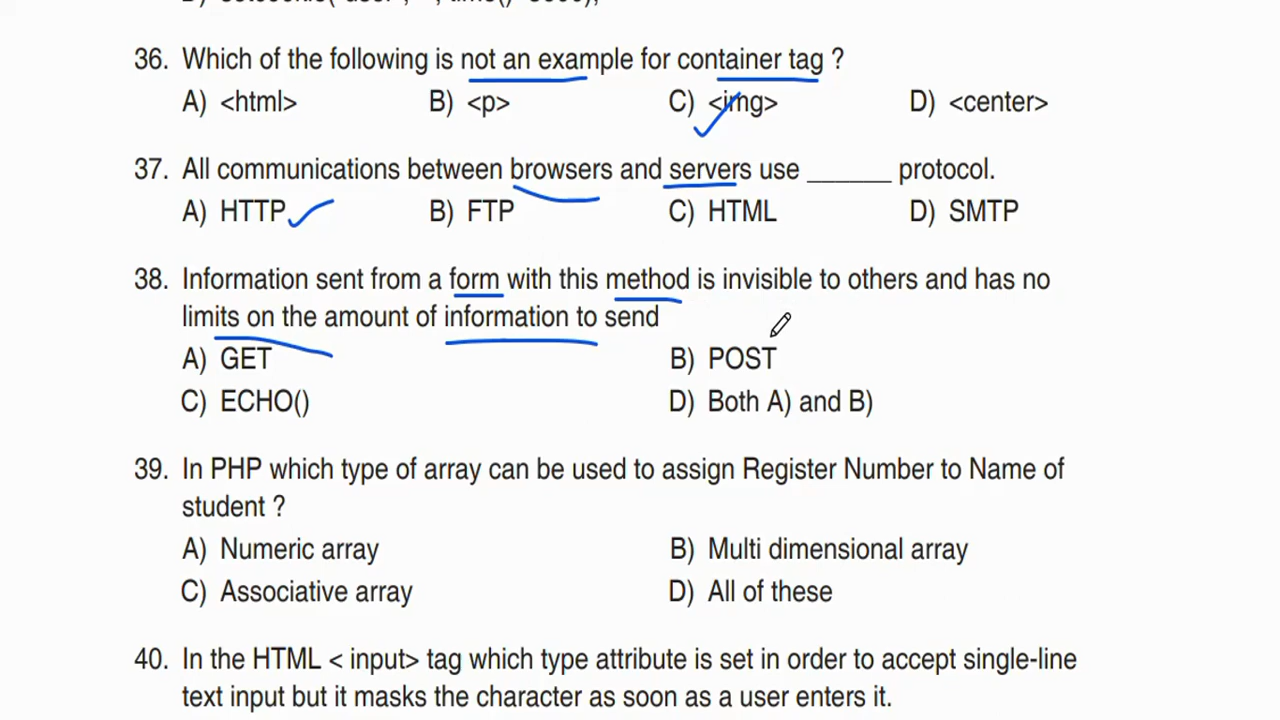 36. Which of the following is not an example for container tag ?
A) <html> B) <p> C) <img> D) <center>
37. All communications between browsers and servers use ______ protocol.
A) HTTP B) FTP C) HTML D) SMTP
38. Information sent from a form with this method is invisible to others and has no
limits on the amount of information to send
A) GET B) POST
C) ECHO() D) Both A) and B)
39. In PHP which type of array can be used to assign Register Number to Name of
student ?
A) Numeric array B) Multi dimensional array
C) Associative array D) All of these
40. In the HTML < input> tag which type attribute is set in order to accept single-line
text input but it masks the character as soon as a user enters it.